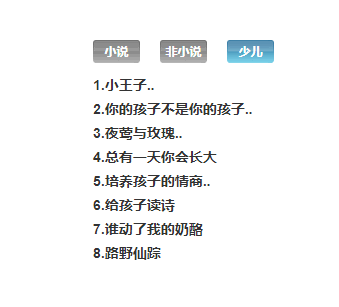 小说 非小说 少儿
1.小王子..
2.你的孩子不是你的孩子..
3.夜莺与玫瑰..
4.总有一天你会长大
5.培养孩子的情商..
6.给孩子读诗
7.谁动了我的奶酪
8.路野仙踪